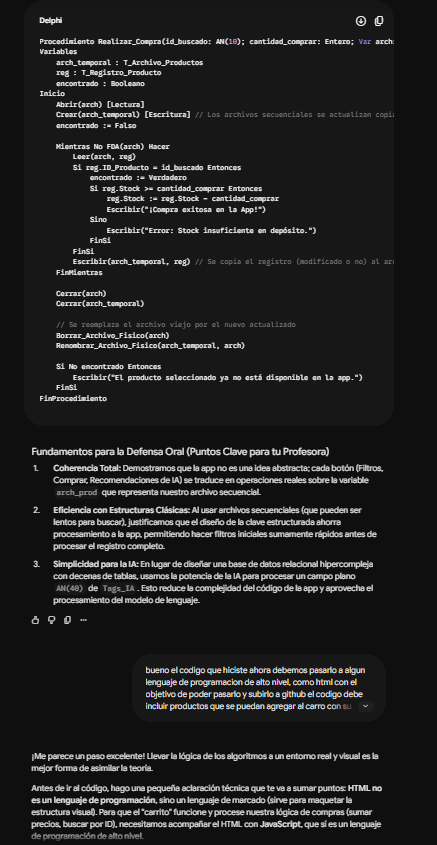 Delphi
Procedimiento Realizar_Compra(id_buscado: AN(10); cantidad_comprar: Entero; Var arch:
Variables
arch_temporal : T_Archivo_Productos
reg : T_Registro_Producto
encontrado : Booleano
Inicio
Abrir(arch) [Lectura]
Crear(arch_temporal) [Escritura] // Los archivos secuenciales se actualizan copia
encontrado := Falso
Mientras No FDA(arch) Hacer
Leer(arch, reg)
Si reg.ID_Producto = id_buscado Entonces
encontrado := Verdadero
Si reg.Stock >= cantidad_comprar Entonces
reg.Stock := reg.Stock - cantidad_comprar
Escribir("¡Compra exitosa en la App!")
Sino
Escribir("Error: Stock insuficiente en depósito.")
FinSi
FinSi
Escribir(arch_temporal, reg) // Se copia el registro (modificado o no) al arc
FinMientras
Cerrar(arch)
Cerrar(arch_temporal)
// Se reemplaza el archivo viejo por el nuevo actualizado
Borrar_Archivo_Fisico(arch)
Renombrar_Archivo_Fisico(arch_temporal, arch)
Si No encontrado Entonces
Escribir("El producto seleccionado ya no está disponible en la app.")
FinSi
FinProcedimiento
Fundamentos para la Defensa Oral (Puntos Clave para tu Profesora)
1. Coherencia Total: Demostramos que la app no es una idea abstracta; cada botón (Filtros,
Comprar, Recomendaciones de IA) se traduce en operaciones reales sobre la variable
arch_prod que representa nuestro archivo secuencial.
2. Eficiencia con Estructuras Clásicas: Al usar archivos secuenciales (que pueden ser
lentos para buscar), justificamos que el diseño de la clave estructurada ahorra
procesamiento a la app, permitiendo hacer filtros iniciales sumamente rápidos antes de
procesar el registro completo.
3. Simplicidad para la IA: En lugar de diseñar una base de datos relacional hipercompleja
con decenas de tablas, usamos la potencia de la IA para procesar un campo plano
AN(40) de Tags_IA. Esto reduce la complejidad del código de la app y aprovecha el
procesamiento del modelo de lenguaje.
bueno el codigo que hiciste ahora debemos pasarlo a algun
lenguaje de programacion de alto nivel, como html con el
objetivo de poder pasarlo y subirlo a github el codigo debe
incluir productos que se puedan agregar al carro con su
¡Me parece un paso excelente! Llevar la lógica de los algoritmos a un entorno real y visual es la
mejor forma de asimilar la teoría.
Antes de ir al código, hago una pequeña aclaración técnica que te va a sumar puntos: HTML no
es un lenguaje de programación, sino un lenguaje de marcado (sirve para maquetar la
estructura visual). Para que el "carrito" funcione y procese nuestra lógica de compras (sumar
precios, buscar por ID), necesitamos acompañar el HTML con JavaScript, que sí es un lenguaje
de programación de alto nivel.